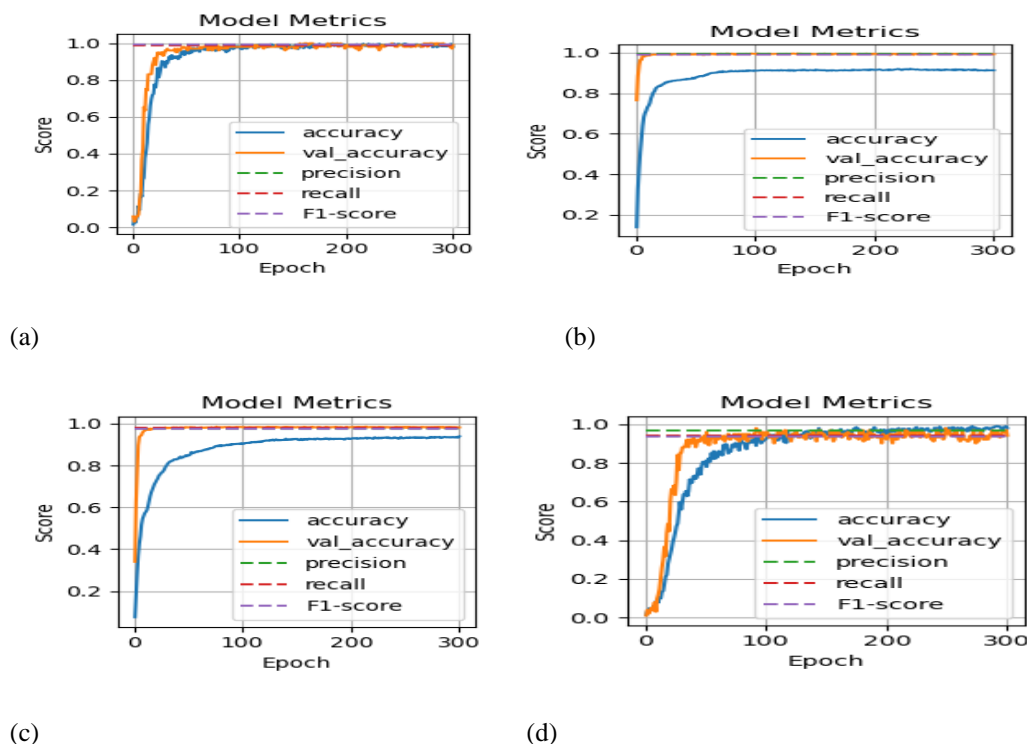 Model Metrics
1.0
0.8
0.6
0.4
0.2
0.0
Score
accuracy
val_accuracy
precision
recall
F1-score
0 100 200 300
Epoch
(a)
Model Metrics
1.0
0.8
0.6
0.4
0.2
Score
accuracy
val_accuracy
precision
recall
F1-score
0 100 200 300
Epoch
(b)
Model Metrics
1.0
0.8
0.6
0.4
0.2
Score
accuracy
val_accuracy
precision
recall
F1-score
0 100 200 300
Epoch
(c)
Model Metrics
1.0
0.8
0.6
0.4
0.2
0.0
Score
accuracy
val_accuracy
precision
recall
F1-score
0 100 200 300
Epoch
(d)